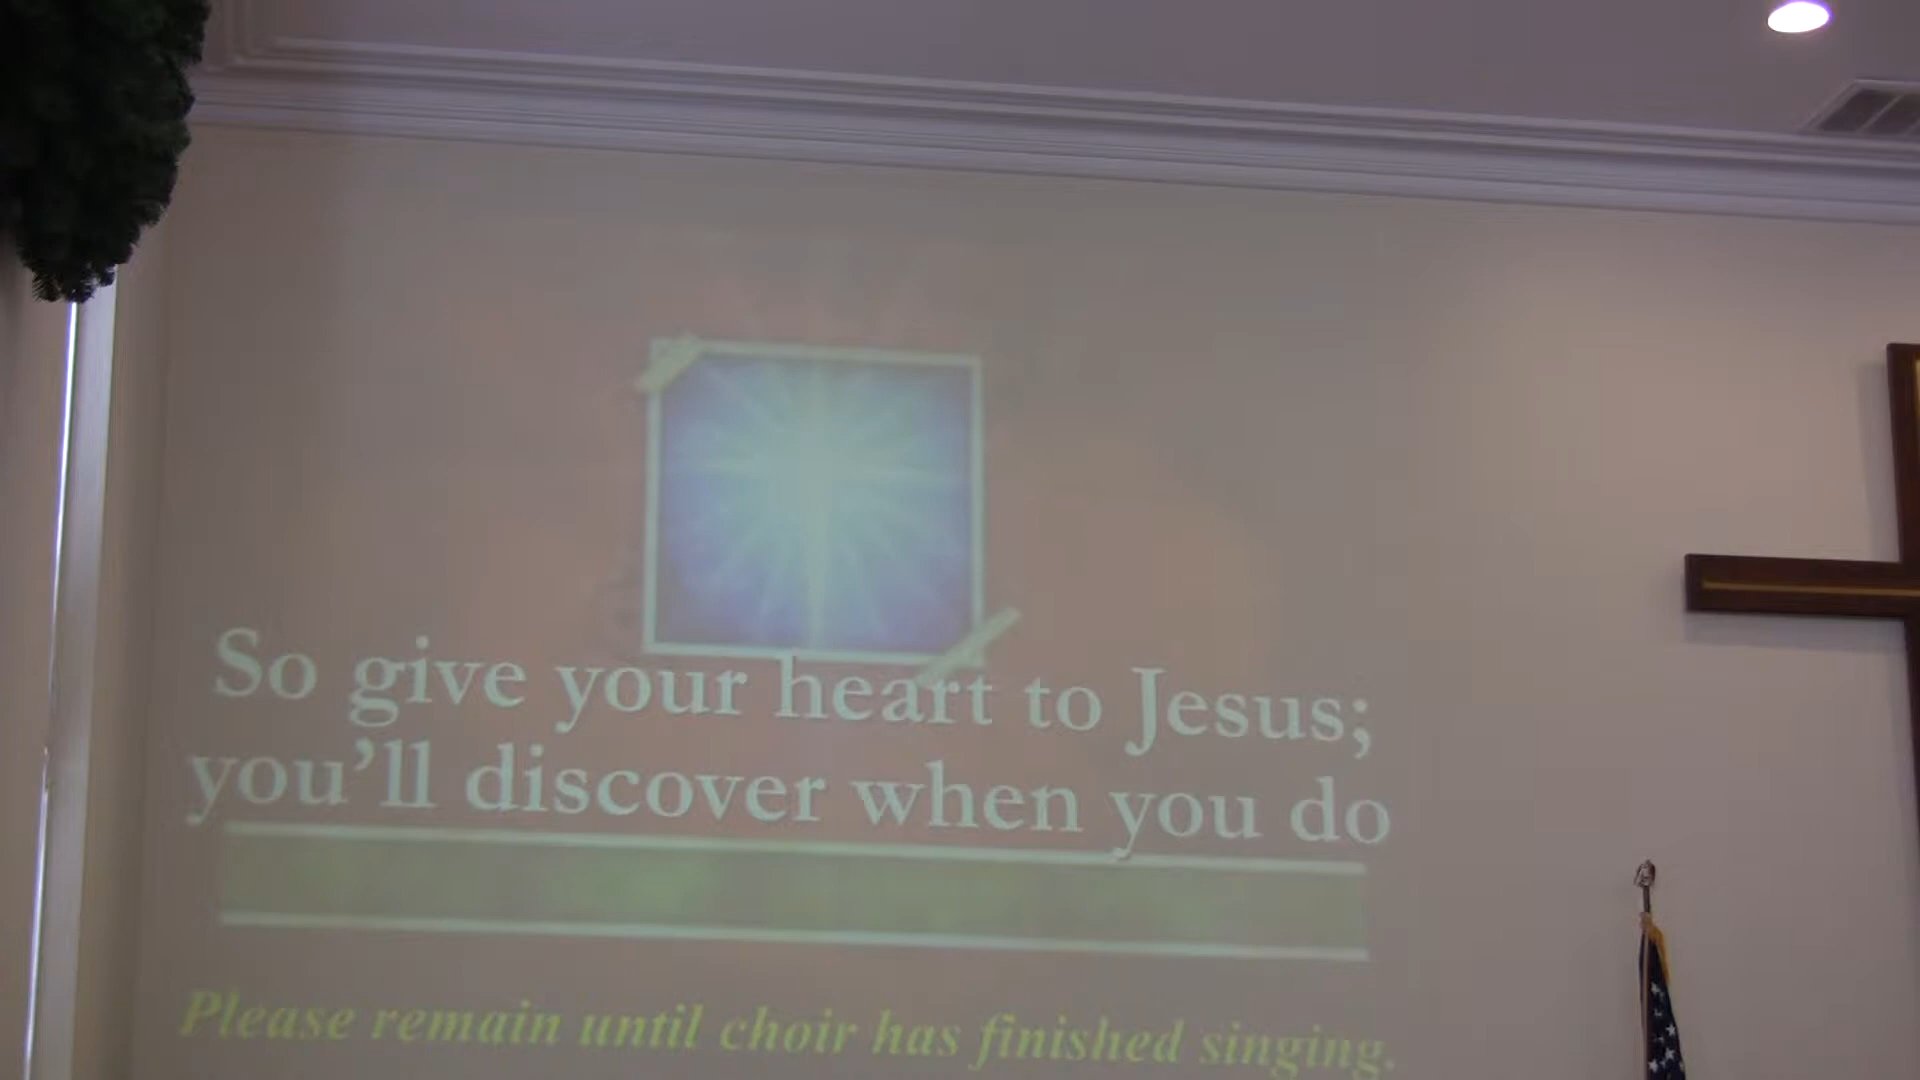 So give your heart to Jesus;
you'll discover when you do
Please remain until choir has finished singing.